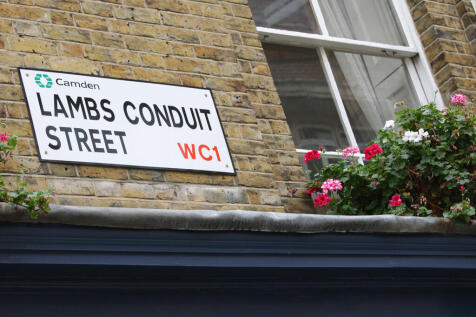 Camden
LAMBS CONDUIT
STREET
WC1